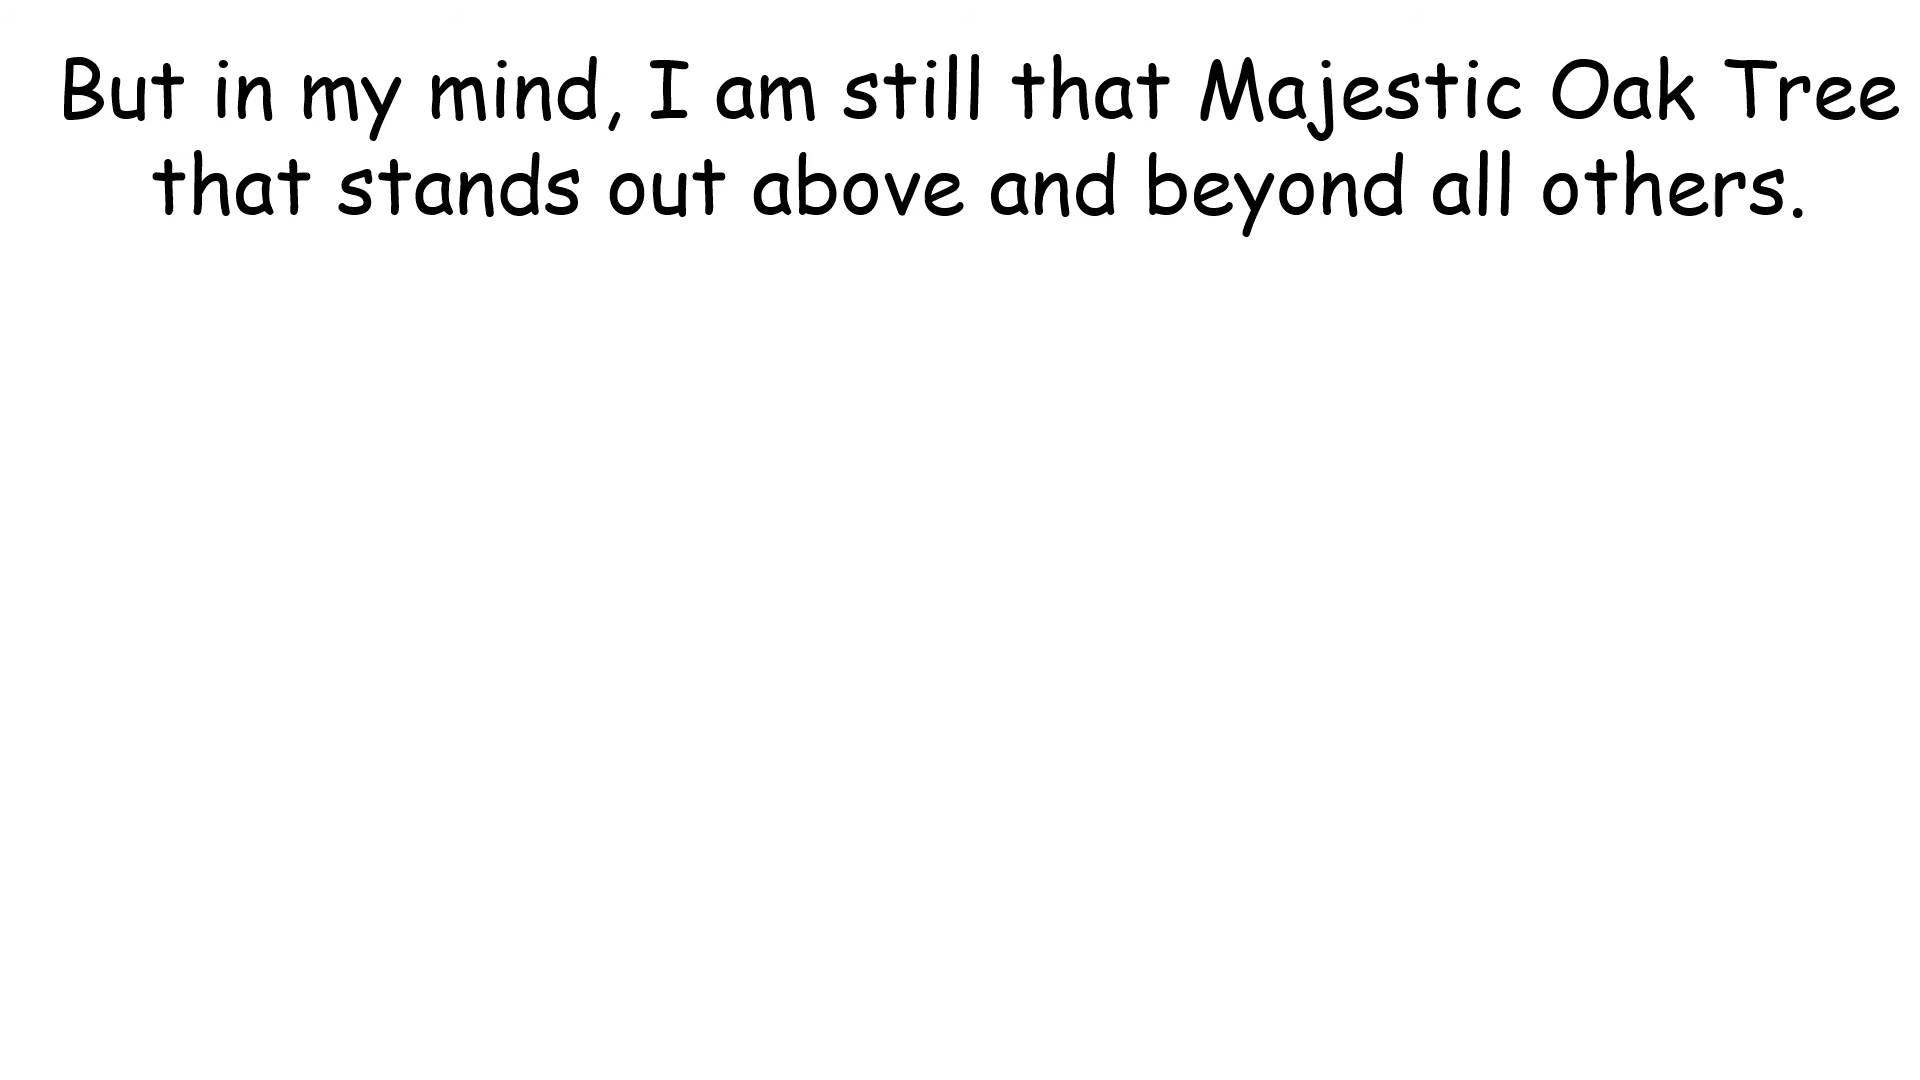 But in my mind, I am still that Majestic Oak Tree
that stands out above and beyond all others.